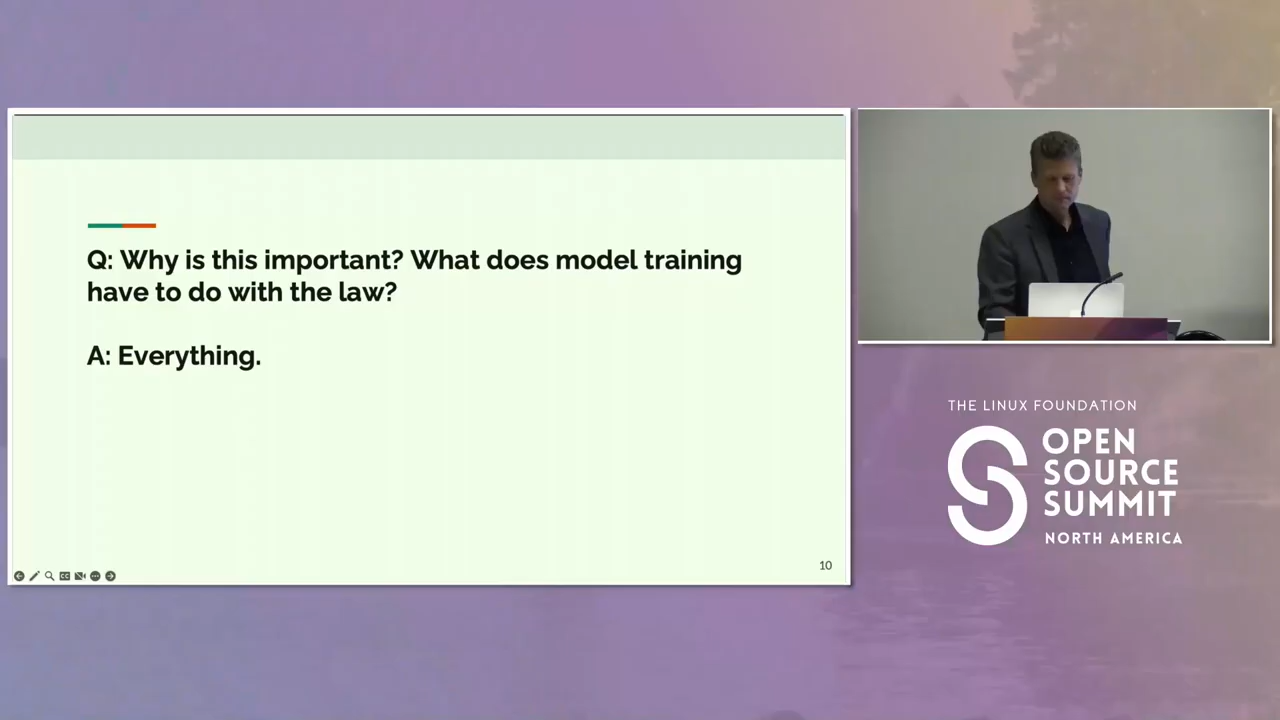 Q: Why is this important? What does model training
have to do with the law?
A: Everything.
10
THE LINUX FOUNDATION
OPEN
SOURCE
SUMMIT
NORTH AMERICA